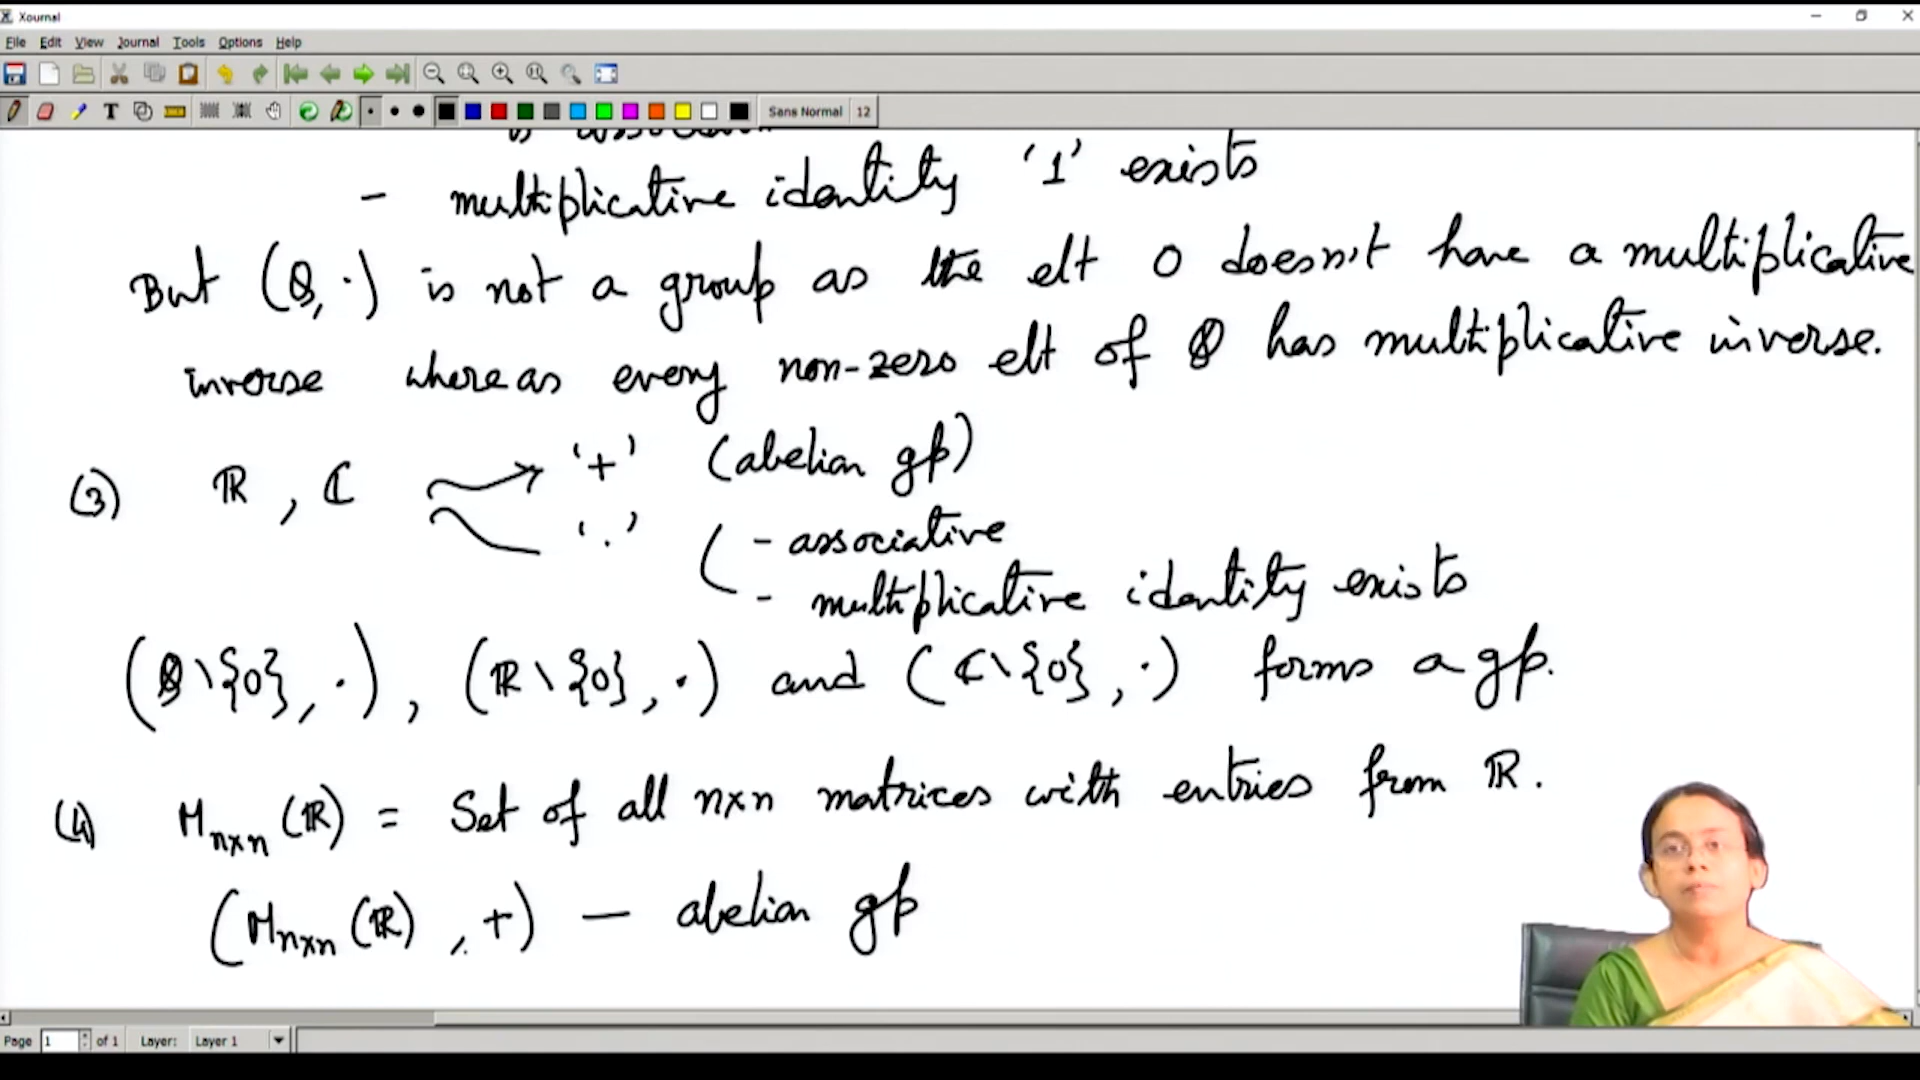 Xournal
File Edit View Journal Tools Options Help
Sans Normal 12
- multiplicative identity '1' exists
But (Q, ·) is not a group as the elt 0 doesn't have a multiplicative
inverse whereas every non-zero elt of Q has multiplicative inverse.
(3) ℝ, ℂ '+' (abelian gp)
'·' - associative
- multiplicative identity exists
(Q\{0}, ·), (ℝ\{0}, ·) and (ℂ\{0}, ·) forms a gp.
(4) Mn×n (ℝ) = Set of all n×n matrices with entries from ℝ.
(Mn×n (ℝ), +) — abelian gp
Page 1 of 1 Layer: Layer 1